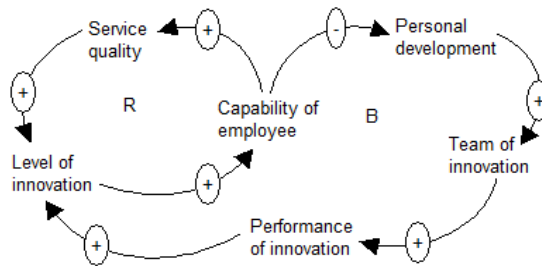 Service
quality
+
-
Personal
development
+
R
Capability of
employee
B
+
Level of
innovation
+
Team of
innovation
Performance
of innovation
+
+